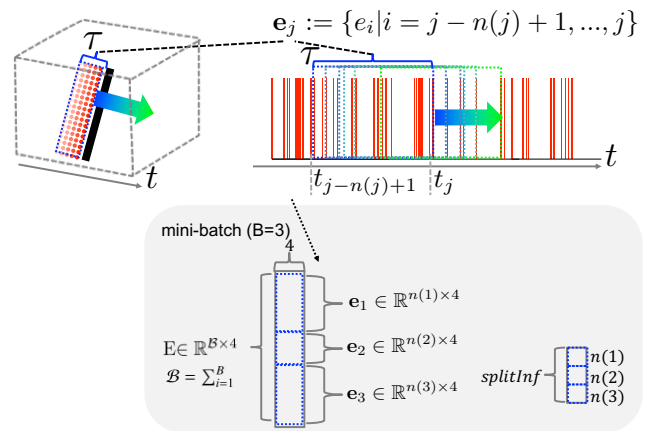 𝐞_j := {e_i|i = j − n(j) + 1, ..., j}
τ
τ
t
t
t_{j−n(j)+1}
t_j
mini-batch (B=3)
4
𝐞_1 ∈ ℝ^{n(1)×4}
E∈ ℝ^{ℬ×4}
𝐞_2 ∈ ℝ^{n(2)×4}
ℬ = ∑_{i=1}^{B}
𝐞_3 ∈ ℝ^{n(3)×4}
splitInf
n(1)
n(2)
n(3)